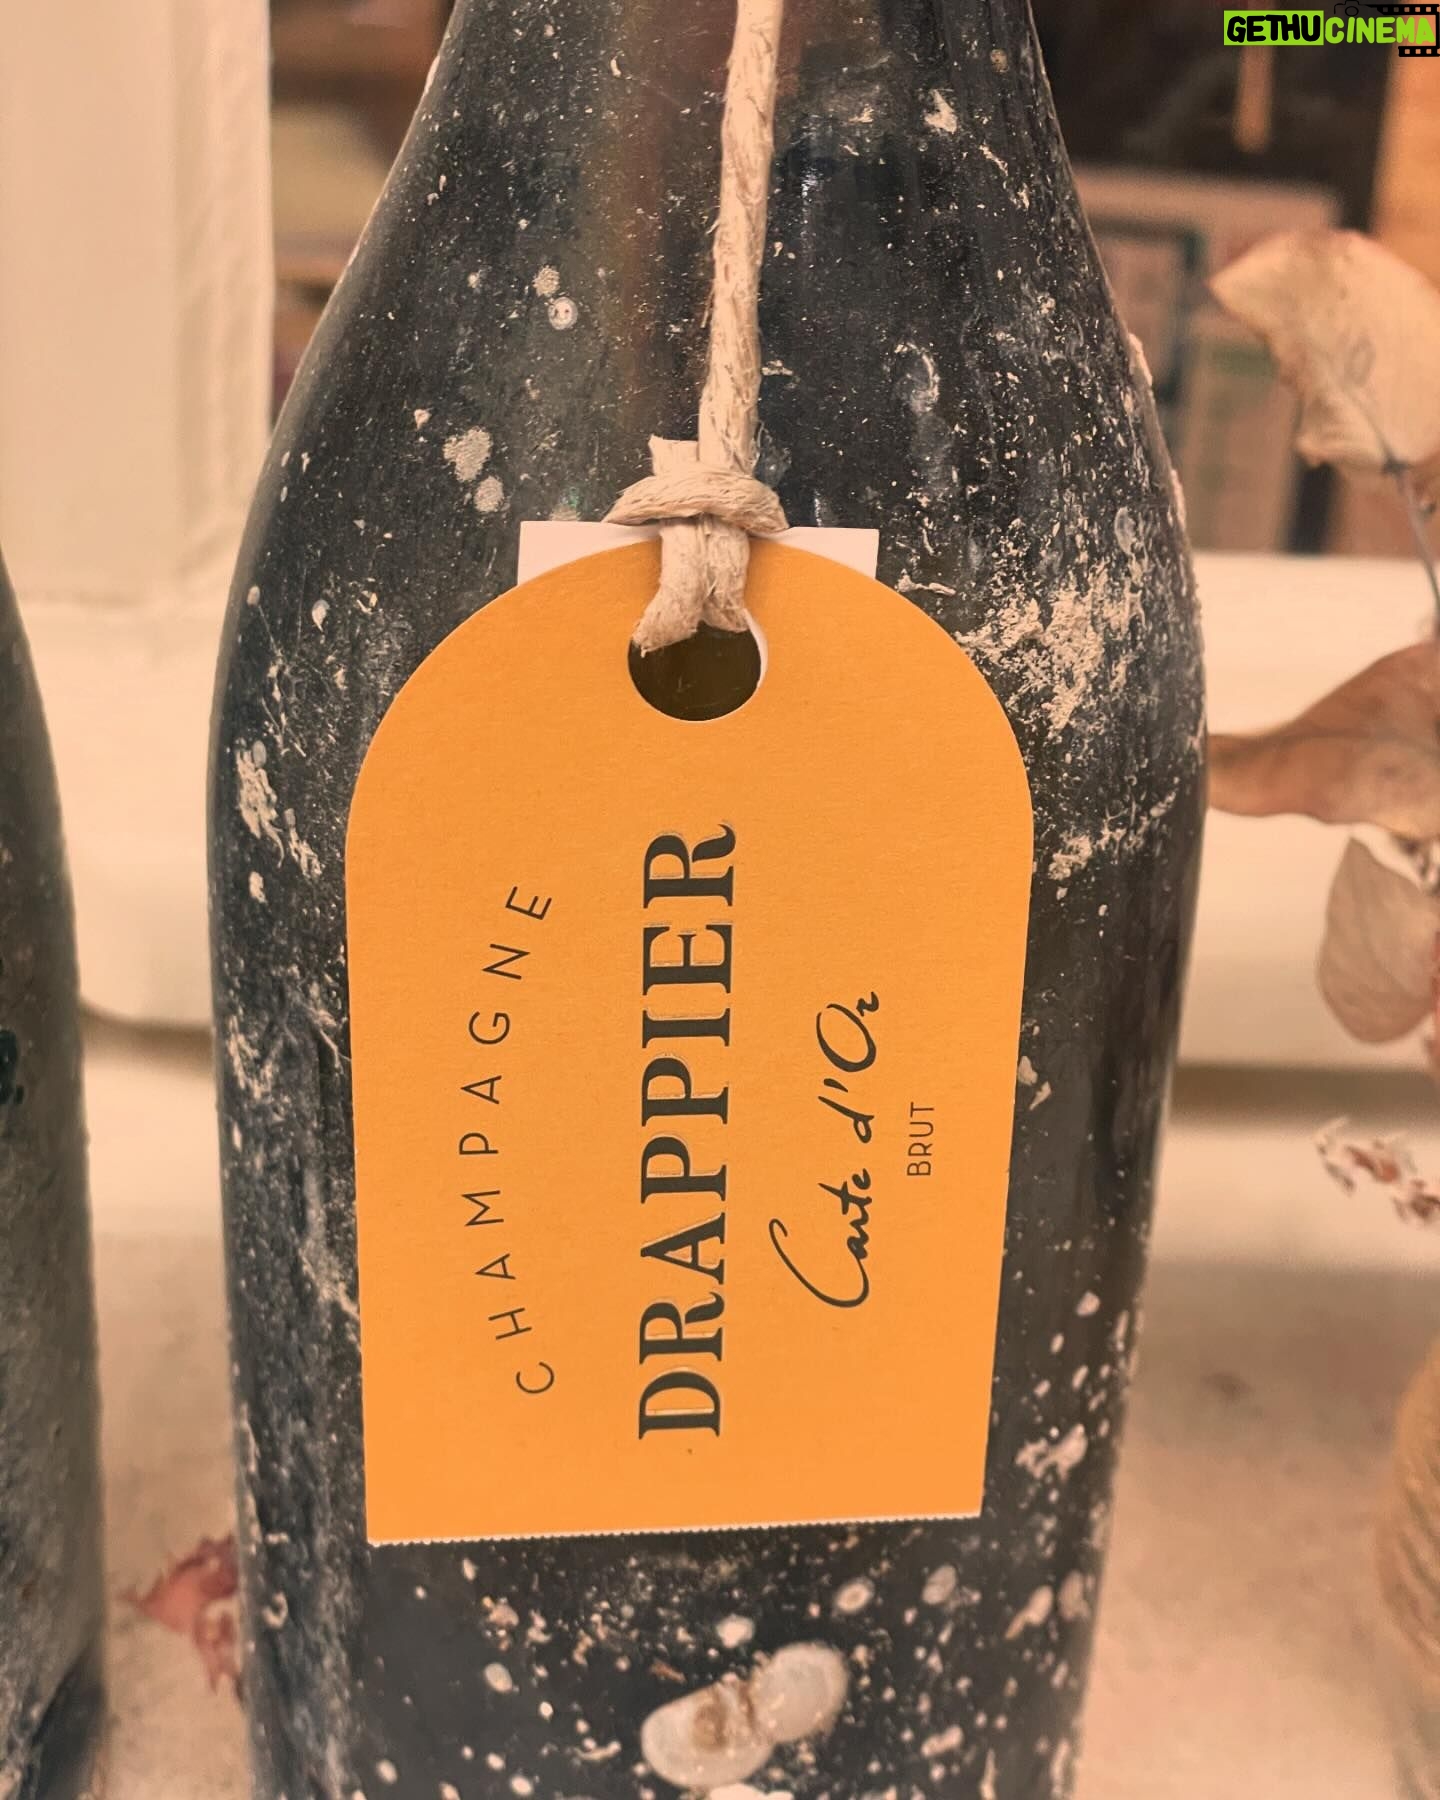 GETHUCINEMA
CHAMPAGNE
DRAPPIER
Carte d'Or
BRUT